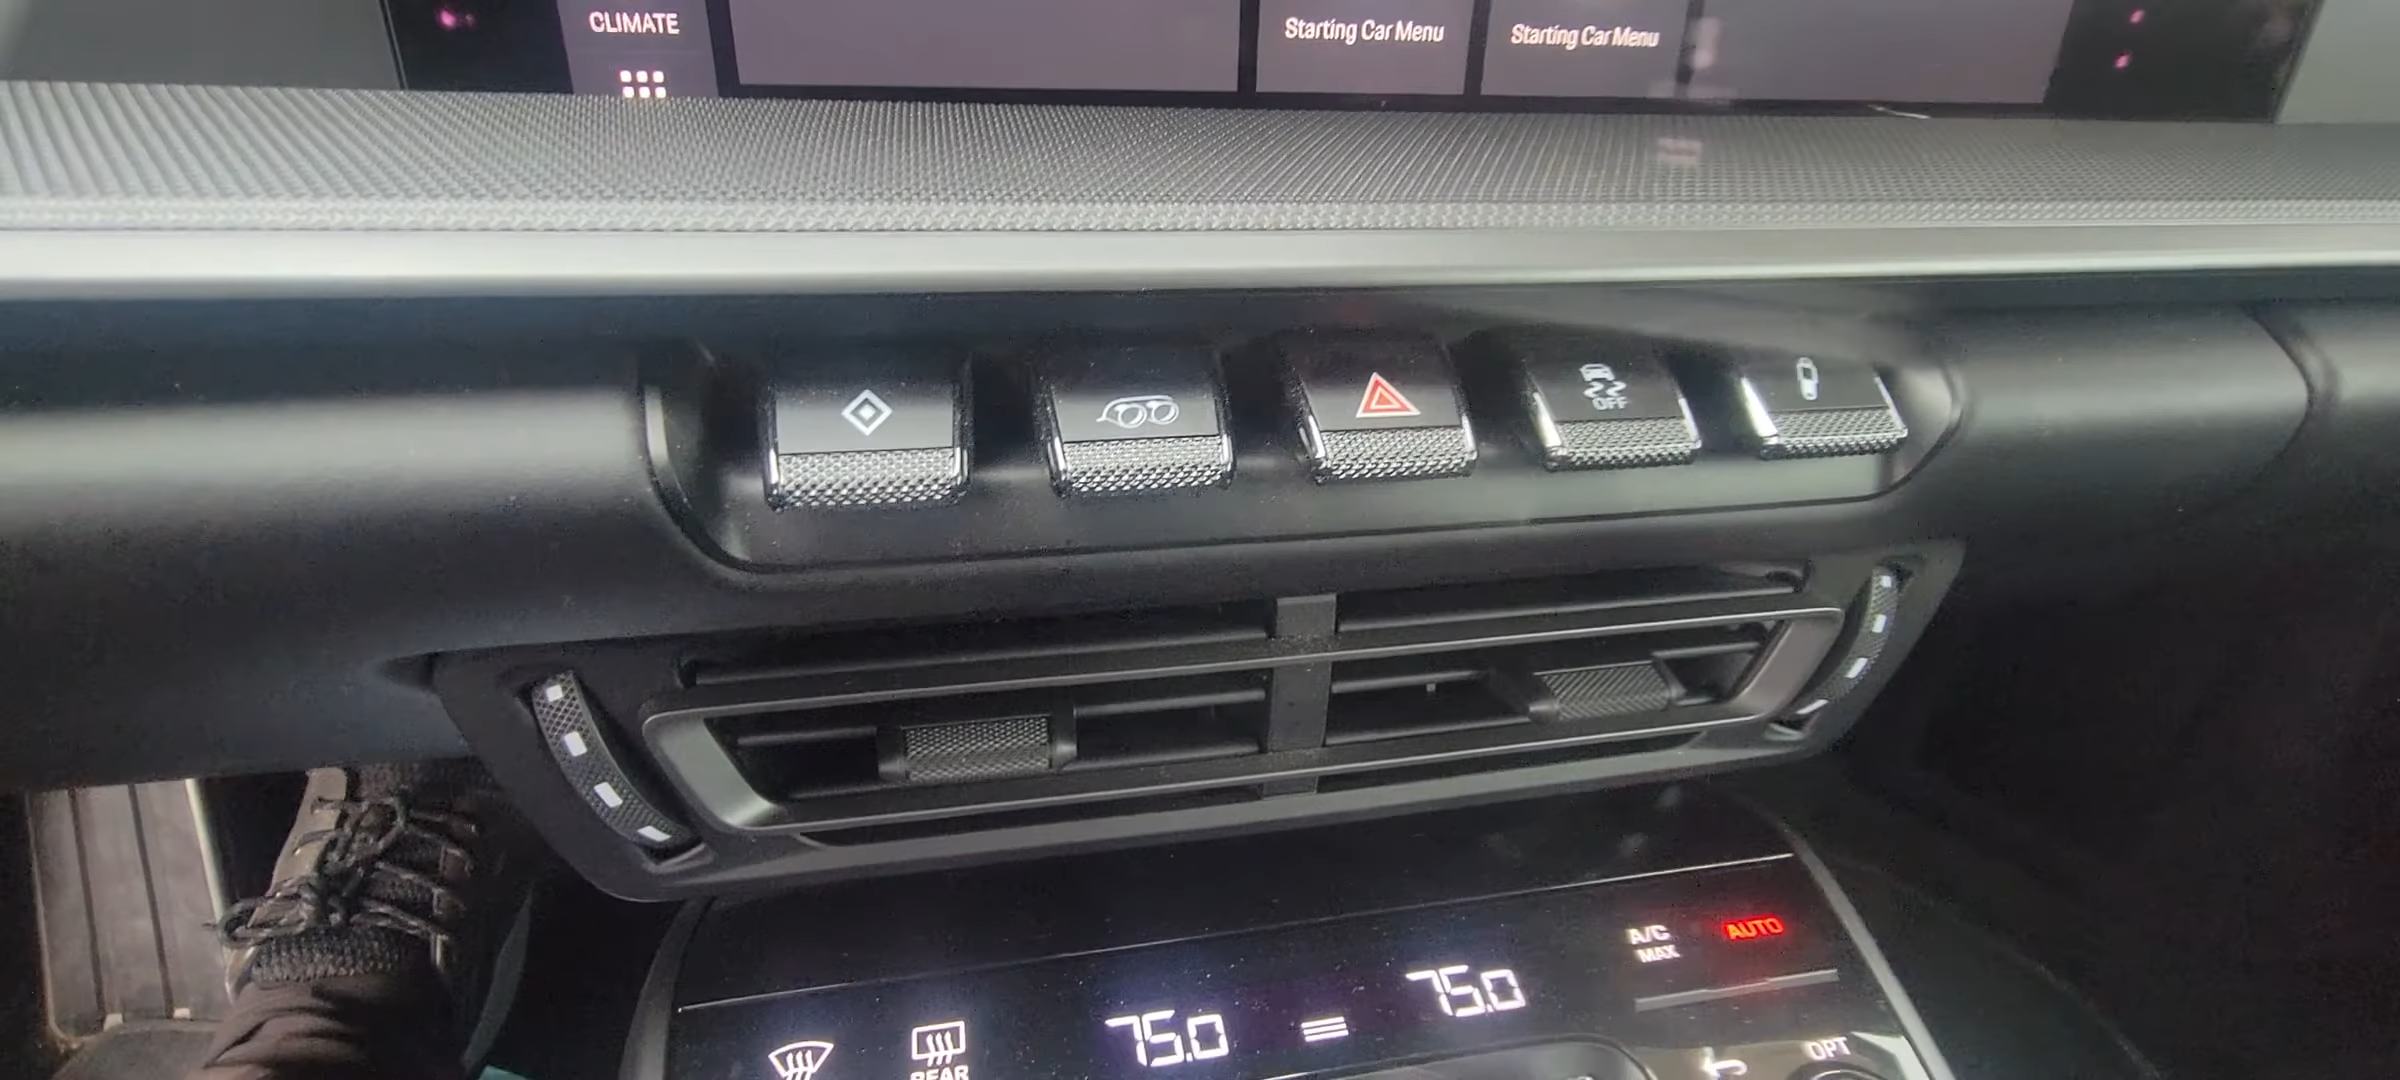 CLIMATE
Starting Car Menu
Starting Car Menu
OFF
A/C
MAX
AUTO
75.0
75.0
REAR
OPT